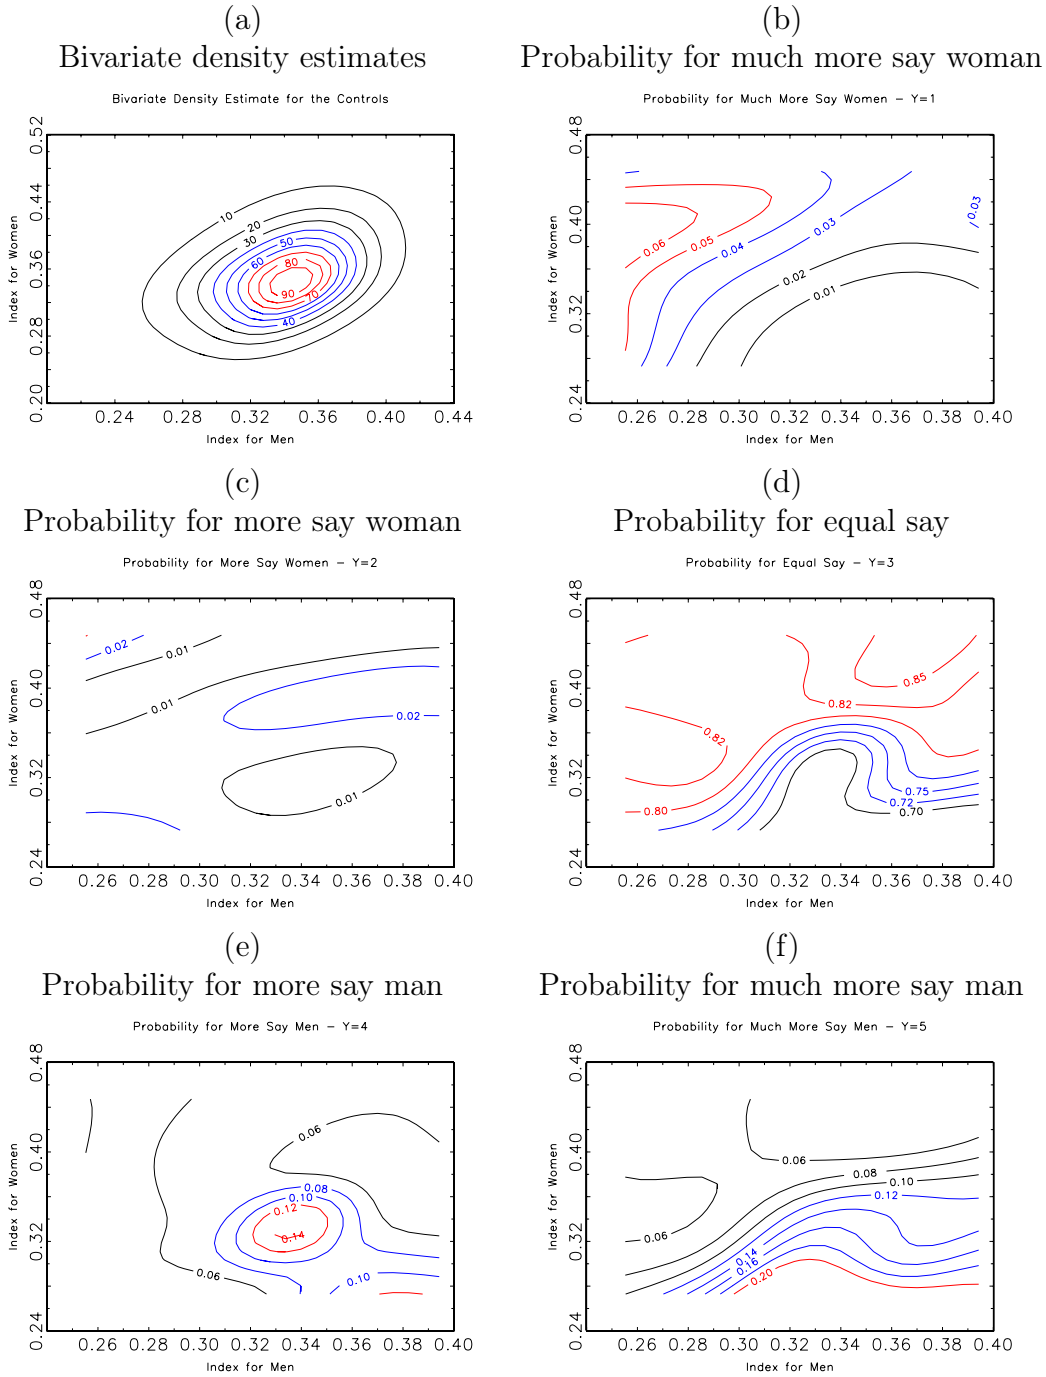 (a)
Bivariate density estimates
Bivariate Density Estimate for the Controls
Index for Women
0.20 0.28 0.36 0.44 0.52
10
20
30
50
60
80
90
70
40
0.24 0.28 0.32 0.36 0.40 0.44
Index for Men
(b)
Probability for much more say woman
Probability for Much More Say Women – Y=1
Index for Women
0.24 0.32 0.40 0.48
0.03
0.03
0.06
0.05
0.04
0.02
0.01
0.26 0.28 0.30 0.32 0.34 0.36 0.38 0.40
Index for Men
(c)
Probability for more say woman
Probability for More Say Women – Y=2
Index for Women
0.24 0.32 0.40 0.48
0.02
0.01
0.01
0.02
0.01
0.26 0.28 0.30 0.32 0.34 0.36 0.38 0.40
Index for Men
(d)
Probability for equal say
Probability for Equal Say – Y=3
Index for Women
0.24 0.32 0.40 0.48
0.85
0.82
0.82
0.80
0.75
0.72
0.70
0.26 0.28 0.30 0.32 0.34 0.36 0.38 0.40
Index for Men
(e)
Probability for more say man
Probability for More Say Men – Y=4
Index for Women
0.24 0.32 0.40 0.48
0.06
0.08
0.10
0.12
0.14
0.06
0.10
0.26 0.28 0.30 0.32 0.34 0.36 0.38 0.40
Index for Men
(f)
Probability for much more say man
Probability for Much More Say Men – Y=5
Index for Women
0.24 0.32 0.40 0.48
0.06
0.08
0.10
0.12
0.06
0.14
0.16
0.20
0.26 0.28 0.30 0.32 0.34 0.36 0.38 0.40
Index for Men